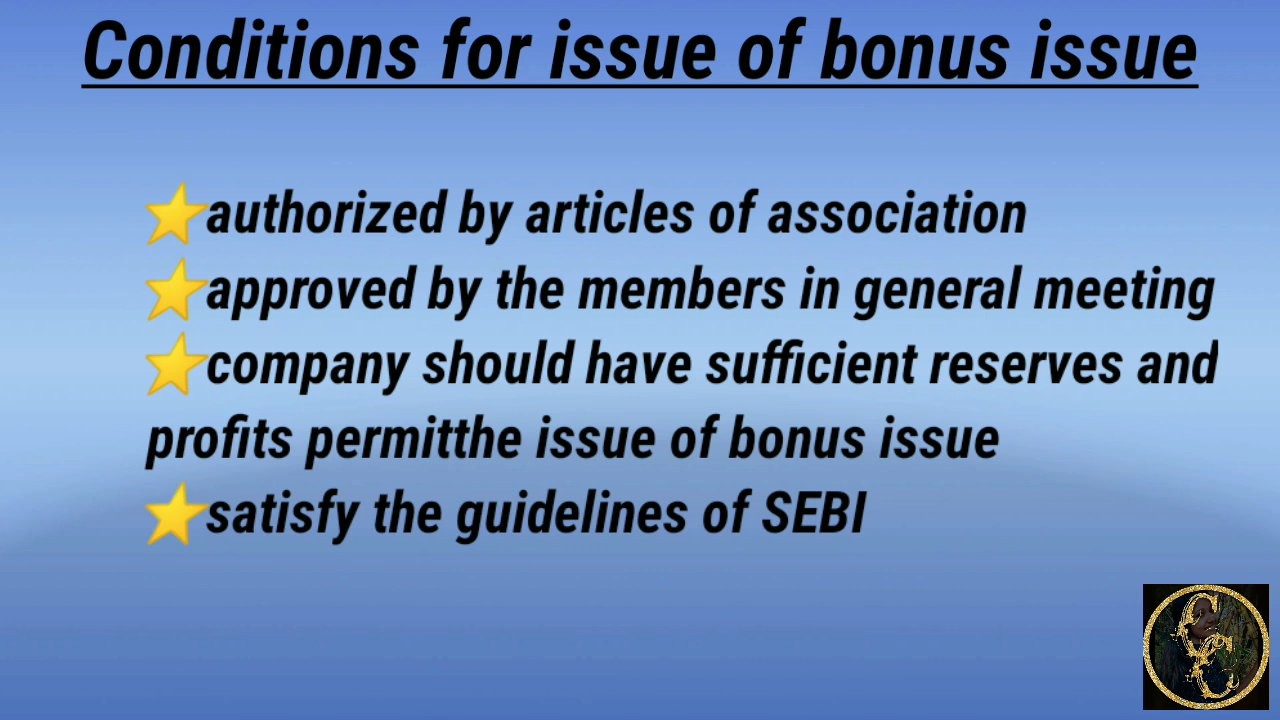 Conditions for issue of bonus issue
⭐authorized by articles of association
⭐approved by the members in general meeting
⭐company should have sufficient reserves and
profits permitthe issue of bonus issue
⭐satisfy the guidelines of SEBI